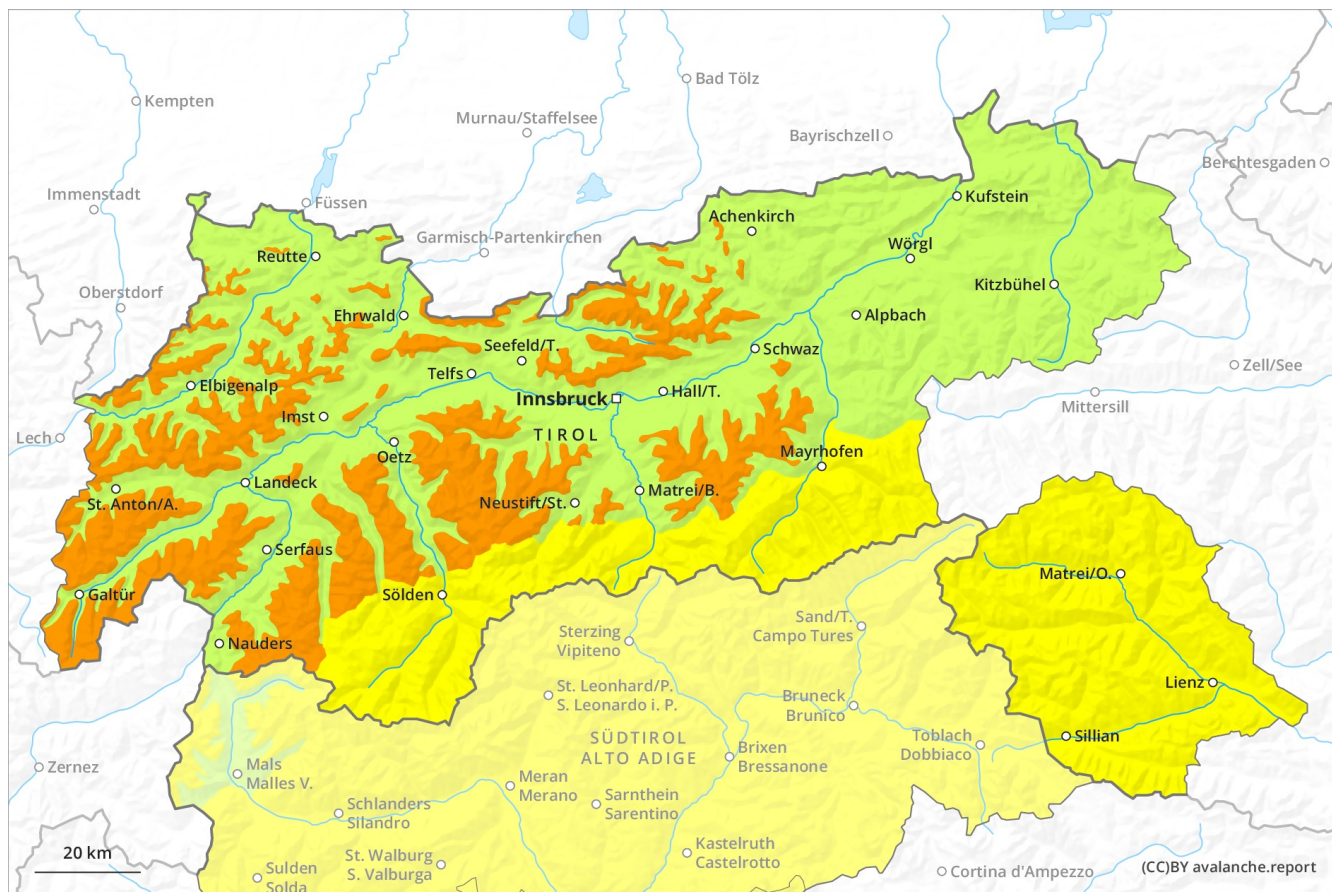 Kempten
Bad Tölz
Murnau/Staffelsee
Bayrischzell
Berchtesgaden
Immenstadt
Füssen
Kufstein
Achenkirch
Garmisch-Partenkirchen
Wörgl
Reutte
Oberstdorf
Kitzbühel
Ehrwald
Alpbach
Seefeld/T.
Schwaz
Zell/See
Telfs
Elbigenalp
Hall/T.
Innsbruck
Mittersill
Imst
Lech
TIROL
Oetz
Mayrhofen
Landeck
Matrei/B.
St. Anton/A.
Neustift/St.
Serfaus
Matrei/O.
Galtür
Sölden
Sand/T.
Campo Tures
Sterzing
Vipiteno
Nauders
Lienz
St. Leonhard/P.
S. Leonardo i. P.
Bruneck
Brunico
Toblach
Dobbiaco
Sillian
SÜDTIROL
ALTO ADIGE
Brixen
Bressanone
Zernez
Mals
Malles V.
Meran
Merano
Sarnthein
Sarentino
Schlanders
Silandro
Kastelruth
Castelrotto
20 km
St. Walburg
S. Valburga
Sulden
Solda
Cortina d'Ampezzo
(CC)BY avalanche.report